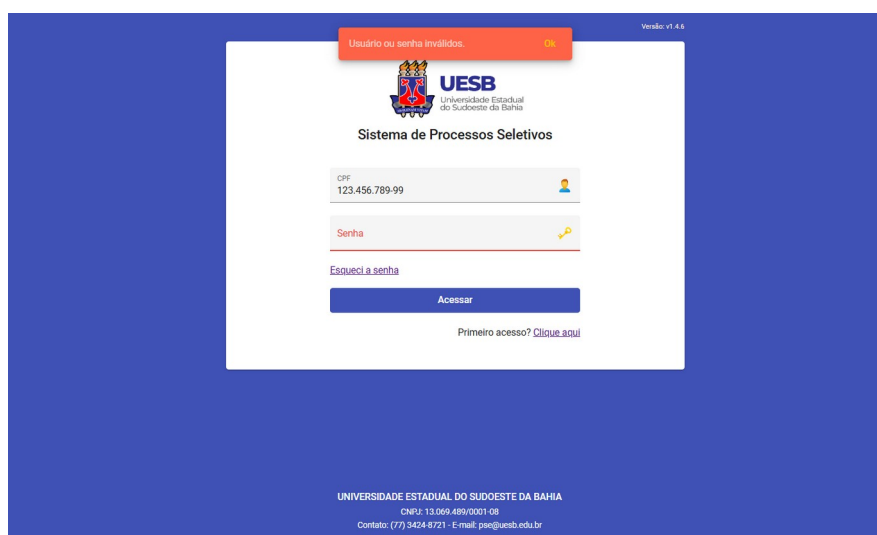 Versão: v1.4.6
Usuário ou senha inválidos. Ok
UESB
Universidade Estadual
do Sudoeste da Bahia
Sistema de Processos Seletivos
CPF
123.456.789-99
Senha
Esqueci a senha
Acessar
Primeiro acesso? Clique aqui
UNIVERSIDADE ESTADUAL DO SUDOESTE DA BAHIA
CNPJ: 13.069.489/0001-08
Contato: (77) 3424-8721 - E-mail: pse@uesb.edu.br